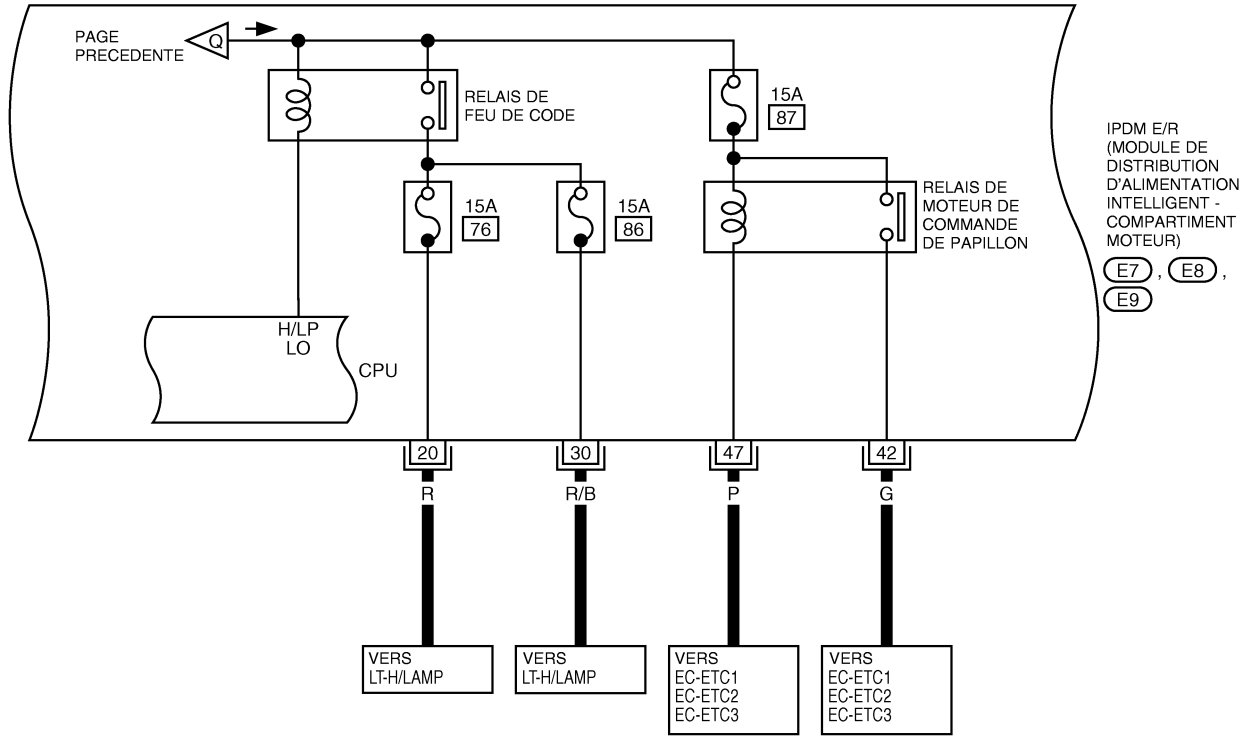 PAGE
PRECEDENTE
Q
RELAIS DE
FEU DE CODE
15A
87
IPDM E/R
(MODULE DE
DISTRIBUTION
D'ALIMENTATION
INTELLIGENT -
COMPARTIMENT
MOTEUR)
E7 , E8 ,
E9
15A
76
15A
86
RELAIS DE
MOTEUR DE
COMMANDE
DE PAPILLON
H/LP
LO
CPU
20
30
47
42
R
R/B
P
G
VERS
LT-H/LAMP
VERS
LT-H/LAMP
VERS
EC-ETC1
EC-ETC2
EC-ETC3
VERS
EC-ETC1
EC-ETC2
EC-ETC3